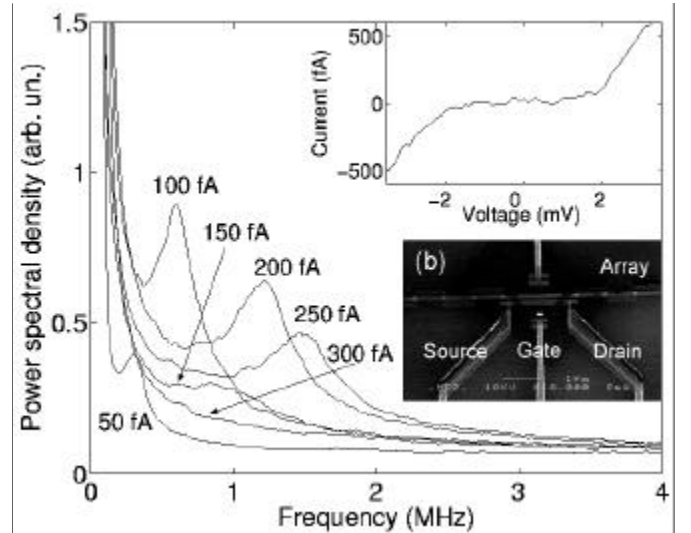 1.5
1
0.5
0
0
1
2
3
4
Frequency (MHz)
Power spectral density (arb. un.)
100 fA
150 fA
200 fA
250 fA
300 fA
50 fA
500
0
−500
−2
0
2
Voltage (mV)
Current (fA)
(b)
Array
Source
Gate
Drain